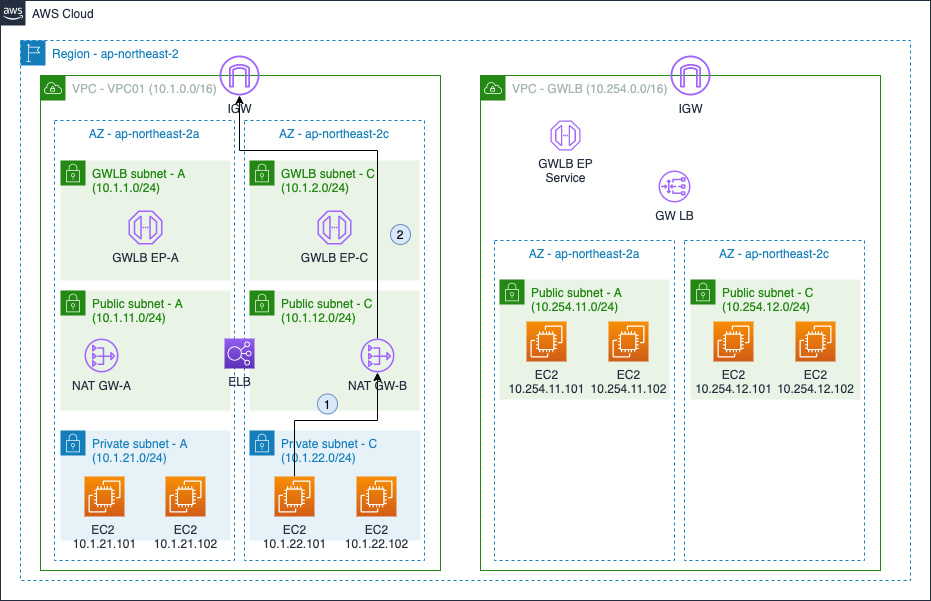 aws
AWS Cloud
Region - ap-northeast-2
VPC - VPC01 (10.1.0.0/16)
IGW
AZ - ap-northeast-2a
AZ - ap-northeast-2c
GWLB subnet - A
(10.1.1.0/24)
GWLB EP-A
GWLB subnet - C
(10.1.2.0/24)
GWLB EP-C
2
Public subnet - A
(10.1.11.0/24)
NAT GW-A
ELB
Public subnet - C
(10.1.12.0/24)
NAT GW-B
1
Private subnet - A
(10.1.21.0/24)
EC2
10.1.21.101
EC2
10.1.21.102
Private subnet - C
(10.1.22.0/24)
EC2
10.1.22.101
EC2
10.1.22.102
VPC - GWLB (10.254.0.0/16)
IGW
GWLB EP
Service
GW LB
AZ - ap-northeast-2a
AZ - ap-northeast-2c
Public subnet - A
(10.254.11.0/24)
EC2
10.254.11.101
EC2
10.254.11.102
Public subnet - C
(10.254.12.0/24)
EC2
10.254.12.101
EC2
10.254.12.102